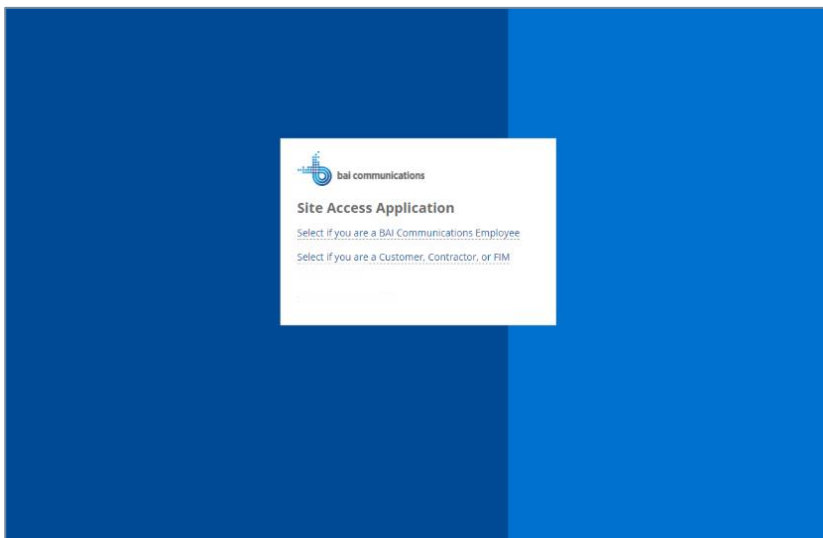 bai communications
Site Access Application
Select if you are a BAI Communications Employee
Select if you are a Customer, Contractor, or FIM